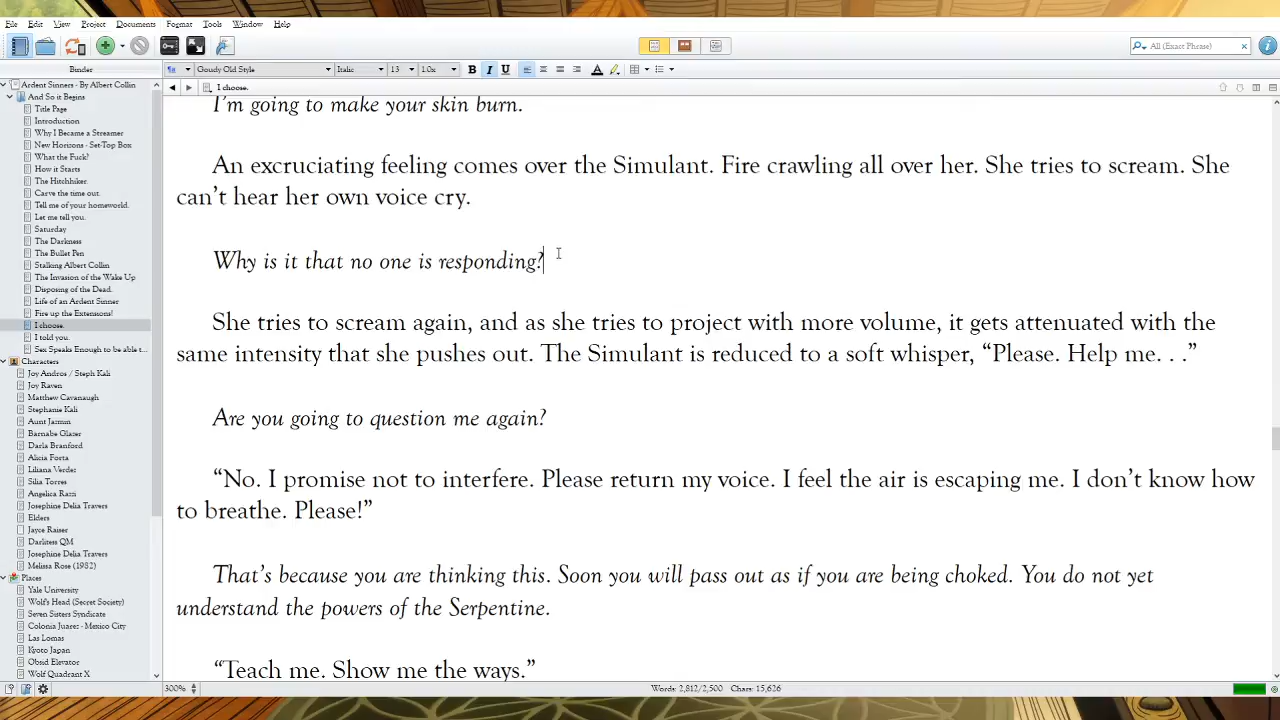 File Edit View Project Documents Format Tools Window Help
All (Exact Phrase)
Binder
Goudy Old Style Italic 13 1.0x B I U A
Ardent Sinners - By Albert Collin
I choose.
And So it Begins
Title Page
Introduction
Why I Became a Streamer
New Horizons - Set-Top Box
What the Fuck?
How it Starts
The Hitchhiker.
Carve the time out.
Tell me of your homeworld.
Let me tell you.
Saturday
The Darkness
The Bullet Pen
Stalking Albert Collin
The Invasion of the Wake Up
Disposing of the Dead.
Life of an Ardent Sinner
Fire up the Extensions!
I choose.
I told you.
Sex Speaks Enough to be able t...
Characters
Joy Andros / Steph Kali
Joy Raven
Matthew Cavanaugh
Stephanie Kali
Aunt Jazmin
Barnabe Glazer
Darla Branford
Alicia Forta
Liliana Verdes
Silia Torres
Angelica Razi
Josephine Delia Travers
Elders
Jayce Raiser
Darliers QM
Josephine Delia Travers
Melissa Rose (1982)
Places
Yale University
Wolf's Head (Secret Society)
Seven Sisters Syndicate
Colonia Juarez - Mexico City
Las Lomas
Kyoto Japan
Obsid Elevator
Wolf Quadrant X
I'm going to make your skin burn.
An excruciating feeling comes over the Simulant. Fire crawling all over her. She tries to scream. She
can't hear her own voice cry.
Why is it that no one is responding?
She tries to scream again, and as she tries to project with more volume, it gets attenuated with the
same intensity that she pushes out. The Simulant is reduced to a soft whisper, “Please. Help me. . .”
Are you going to question me again?
“No. I promise not to interfere. Please return my voice. I feel the air is escaping me. I don't know how
to breathe. Please!”
That's because you are thinking this. Soon you will pass out as if you are being choked. You do not yet
understand the powers of the Serpentine.
“Teach me. Show me the ways.”
300% Words: 2,812/2,500 Chars: 15,626